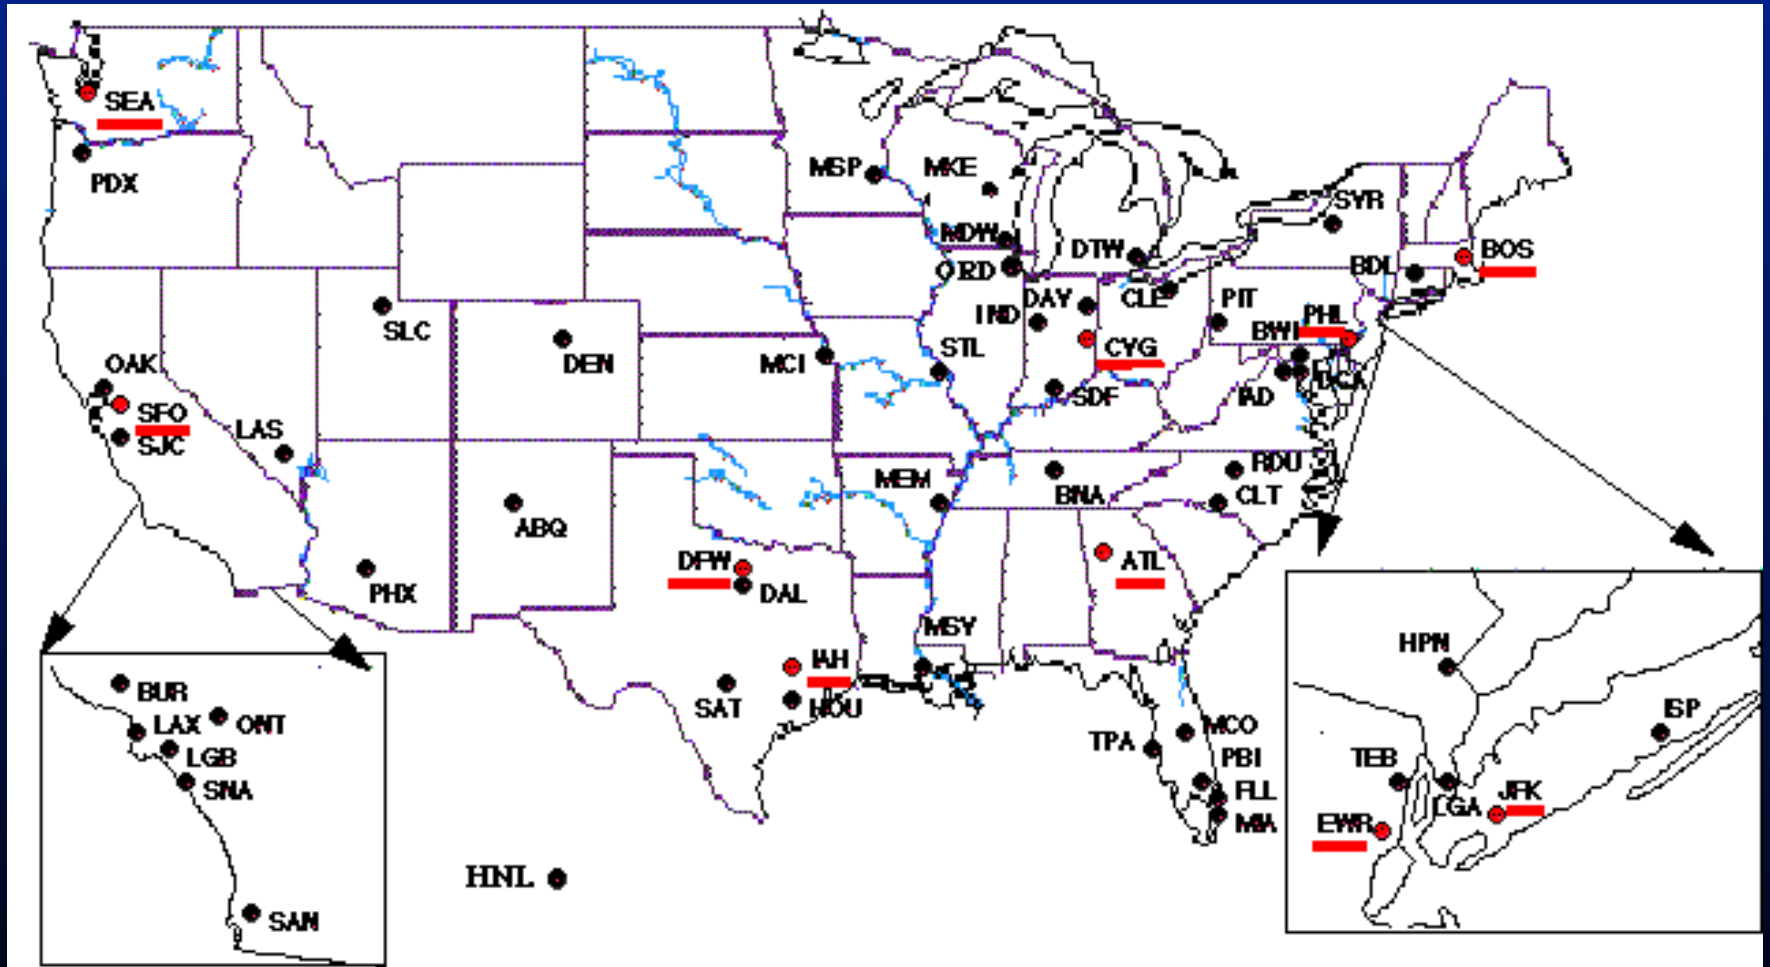 SEA
PDX
MSP
MKE
SYR
MDW
DTW
BOS
ORD
BDL
DAY
CLE
PIT
SLC
IND
PHL
BWI
OAK
DEN
MCI
STL
CYG
DCA
SFO
SDF
IAD
SJC
LAS
MEM
BNA
RDU
CLT
ABQ
DFW
ATL
PHX
DAL
MSY
HPN
IAH
BUR
SAT
HOU
ISP
LAX
ONT
MCO
TPA
LGB
PBI
TEB
SNA
FLL
JFK
LGA
MIA
EWR
HNL
SAN